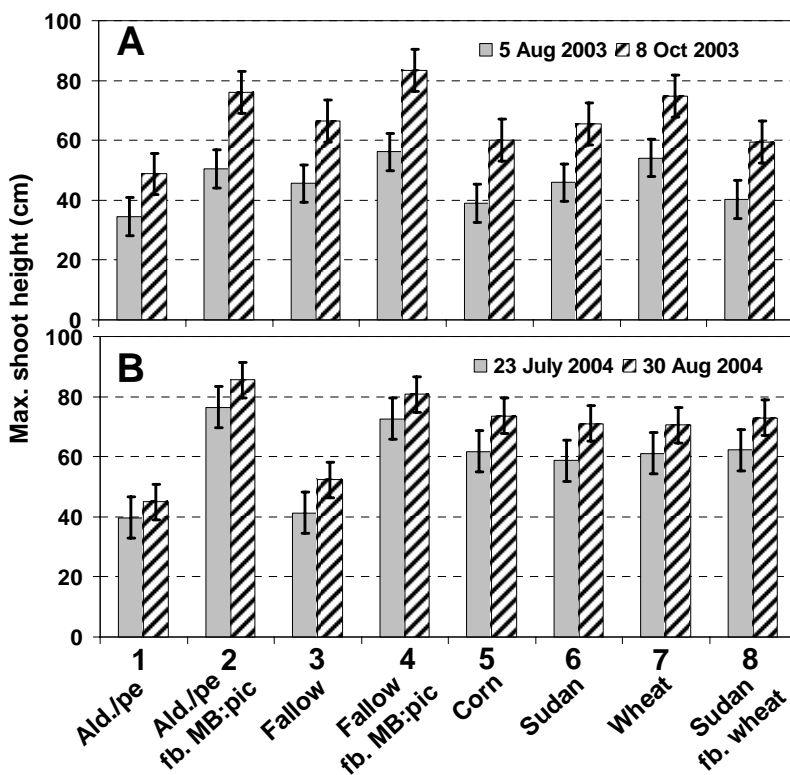 Max. shoot height (cm)
A
5 Aug 2003 8 Oct 2003
100
80
60
40
20
0
B
23 July 2004 30 Aug 2004
100
80
60
40
20
0
1 2 3 4 5 6 7 8
Ald./pe
Ald./pe
fb. MB:pic
Fallow
Fallow
fb. MB:pic
Corn
Sudan
Wheat
Sudan
fb. wheat